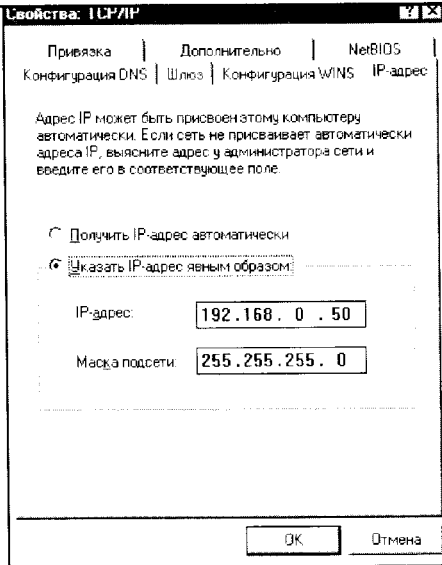 Свойства: TCP/IP
Привязка Дополнительно NetBIOS
Конфигурация DNS Шлюз Конфигурация WINS IP-адрес
Адрес IP может быть присвоен этому компьютеру
автоматически. Если сеть не присваивает автоматически
адреса IP, выясните адрес у администратора сети и
введите его в соответствующее поле.
Получить IP-адрес автоматически
Указать IP-адрес явным образом:
IP-адрес: 192.168. 0 .50
Маска подсети: 255.255.255. 0
OK Отмена